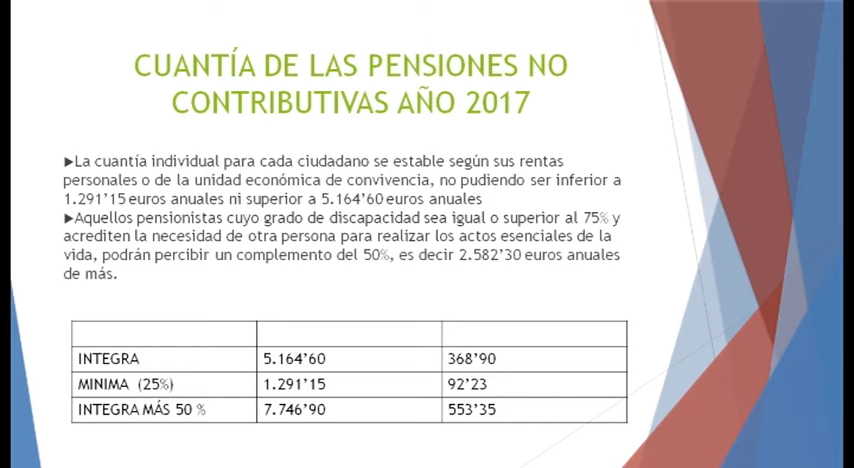 CUANTÍA DE LAS PENSIONES NO
CONTRIBUTIVAS AÑO 2017
▶La cuantía individual para cada ciudadano se estable según sus rentas
personales o de la unidad económica de convivencia, no pudiendo ser inferior a
1.291’15 euros anuales ni superior a 5.164’60 euros anuales
▶Aquellos pensionistas cuyo grado de discapacidad sea igual o superior al 75% y
acrediten la necesidad de otra persona para realizar los actos esenciales de la
vida, podrán percibir un complemento del 50%, es decir 2.582’30 euros anuales
de más.
INTEGRA 5.164’60 368’90
MINIMA (25%) 1.291’15 92’23
INTEGRA MÁS 50 % 7.746’90 553’35